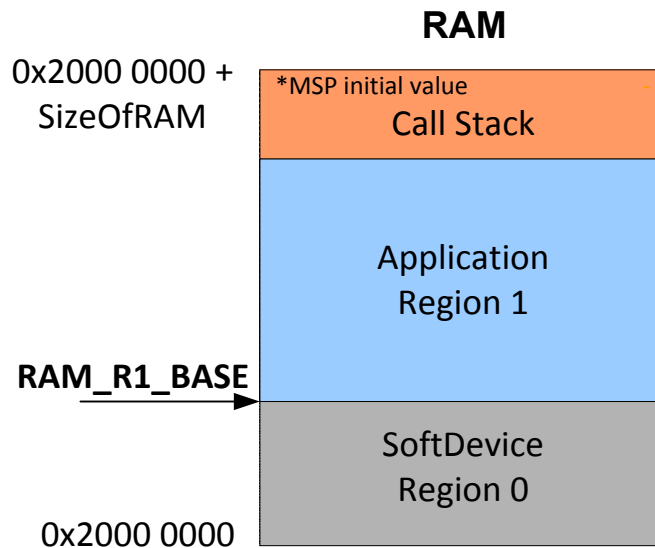 RAM
0x2000 0000 +
SizeOfRAM
*MSP initial value
Call Stack
Application
Region 1
RAM_R1_BASE
SoftDevice
Region 0
0x2000 0000